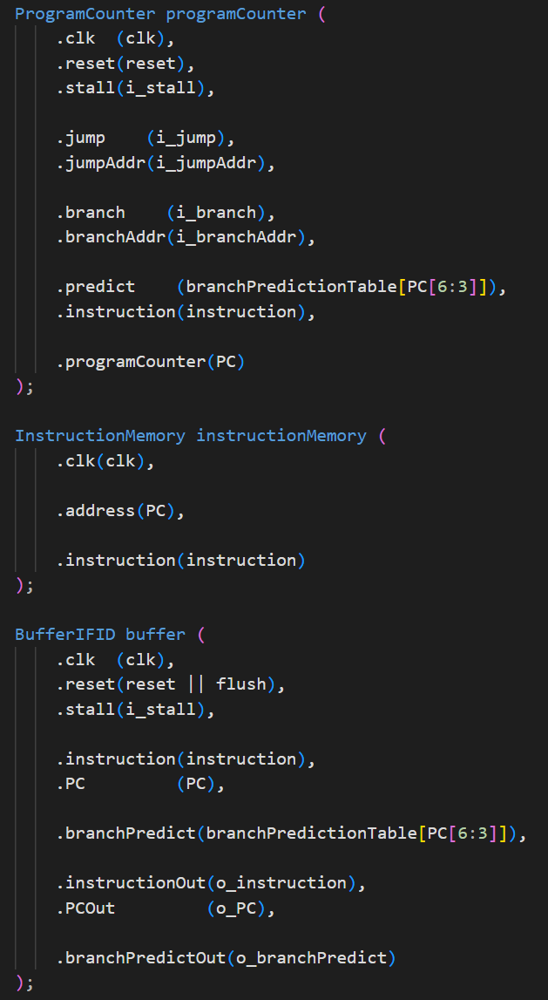 ProgramCounter programCounter (
    .clk  (clk),
    .reset(reset),
    .stall(i_stall),

    .jump    (i_jump),
    .jumpAddr(i_jumpAddr),

    .branch    (i_branch),
    .branchAddr(i_branchAddr),

    .predict    (branchPredictionTable[PC[6:3]]),
    .instruction(instruction),

    .programCounter(PC)
);

InstructionMemory instructionMemory (
    .clk(clk),

    .address(PC),

    .instruction(instruction)
);

BufferIFID buffer (
    .clk  (clk),
    .reset(reset || flush),
    .stall(i_stall),

    .instruction(instruction),
    .PC         (PC),

    .branchPredict(branchPredictionTable[PC[6:3]]),

    .instructionOut(o_instruction),
    .PCOut         (o_PC),

    .branchPredictOut(o_branchPredict)
);